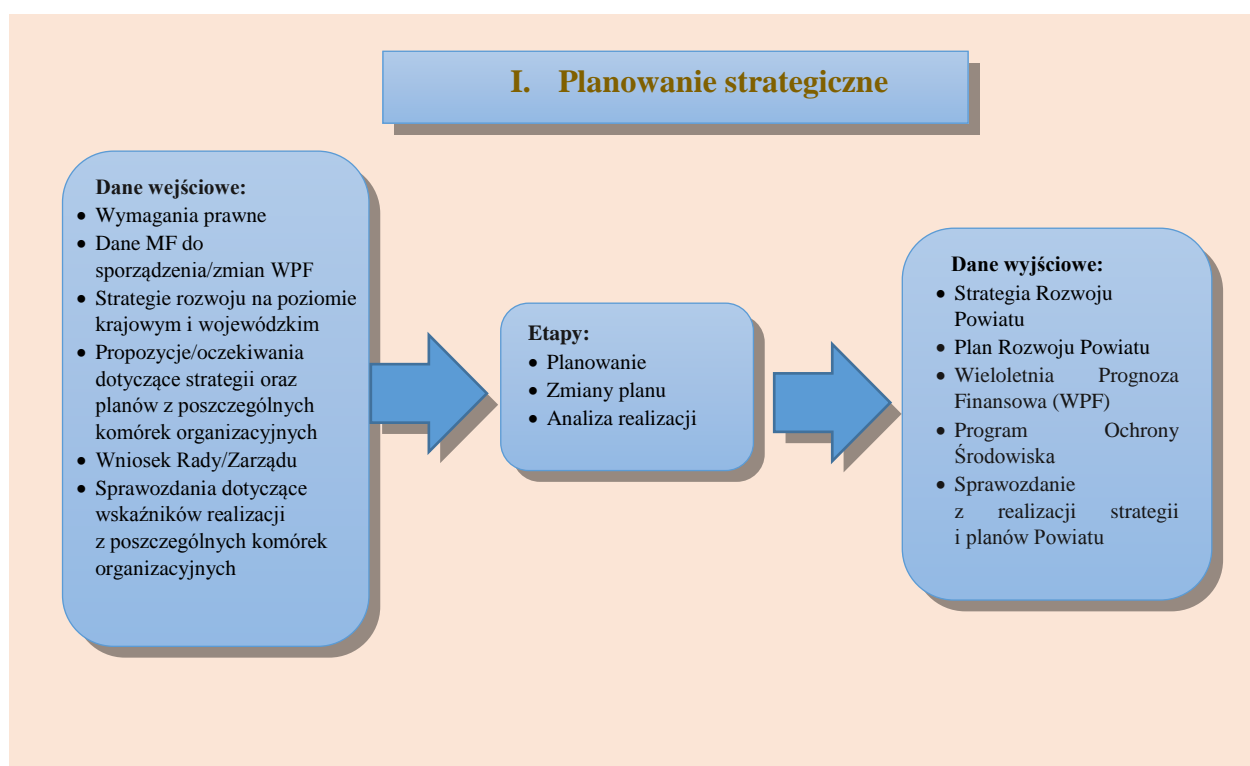 I. Planowanie strategiczne
Dane wejściowe:
• Wymagania prawne
• Dane MF do
sporządzenia/zmian WPF
• Strategie rozwoju na poziomie
krajowym i wojewódzkim
• Propozycje/oczekiwania
dotyczące strategii oraz
planów z poszczególnych
komórek organizacyjnych
• Wniosek Rady/Zarządu
• Sprawozdania dotyczące
wskaźników realizacji
z poszczególnych komórek
organizacyjnych
Etapy:
• Planowanie
• Zmiany planu
• Analiza realizacji
Dane wyjściowe:
• Strategia Rozwoju
Powiatu
• Plan Rozwoju Powiatu
• Wieloletnia Prognoza
Finansowa (WPF)
• Program Ochrony
Środowiska
• Sprawozdanie
z realizacji strategii
i planów Powiatu